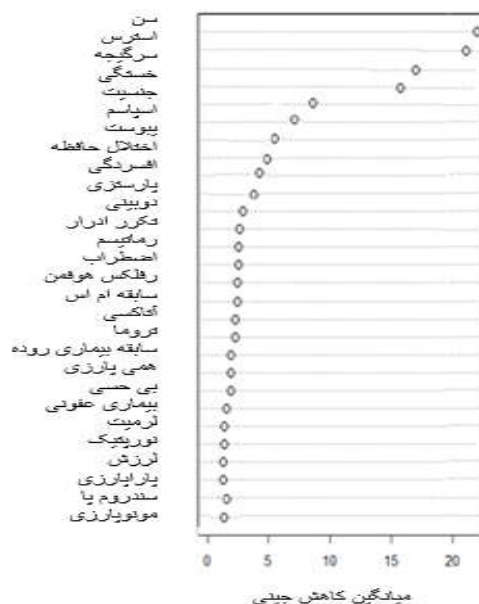 سن
استرس
سرگیجه
خستگی
جنسیت
اسپاسم
یبوست
اختلال حافظه
افسردگی
پارستزی
دوبینی
تکرر ادرار
رماتیسم
اضطراب
رفلکس هوفمن
سابقه ام اس
آتاکسی
تروما
سابقه بیماری روده
همی پارزی
بی حسی
بیماری عفونی
لرمیت
نوریتیک
لرزش
پاراپارزی
سندروم پا
مونوپارزی
0 5 10 15 20
میانگین کاهش جینی